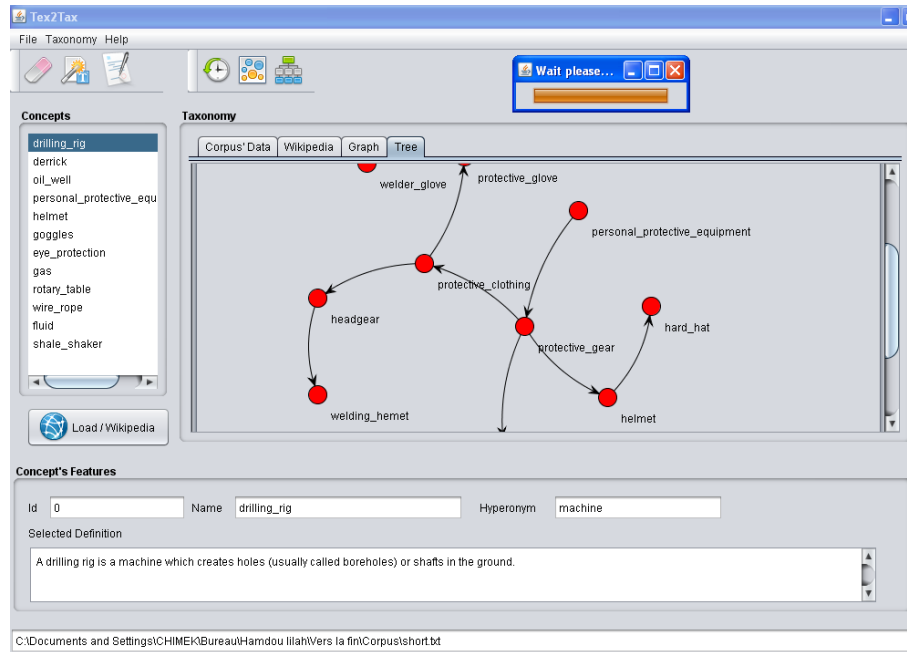 Tex2Tax
File Taxonomy Help
Wait please...
Concepts
Taxonomy
drilling_rig
derrick
oil_well
personal_protective_equ
helmet
goggles
eye_protection
gas
rotary_table
wire_rope
fluid
shale_shaker
Load / Wikipedia
Corpus' Data Wikipedia Graph Tree
welder_glove
protective_glove
personal_protective_equipment
protective_clothing
headgear
hard_hat
protective_gear
welding_hemet
helmet
Concept's Features
Id 0 Name drilling_rig Hyperonym machine
Selected Definition
A drilling rig is a machine which creates holes (usually called boreholes) or shafts in the ground.
C:\Documents and Settings\CHIMEK\Bureau\Hamdou lilah\Vers la fin\Corpus\short.txt